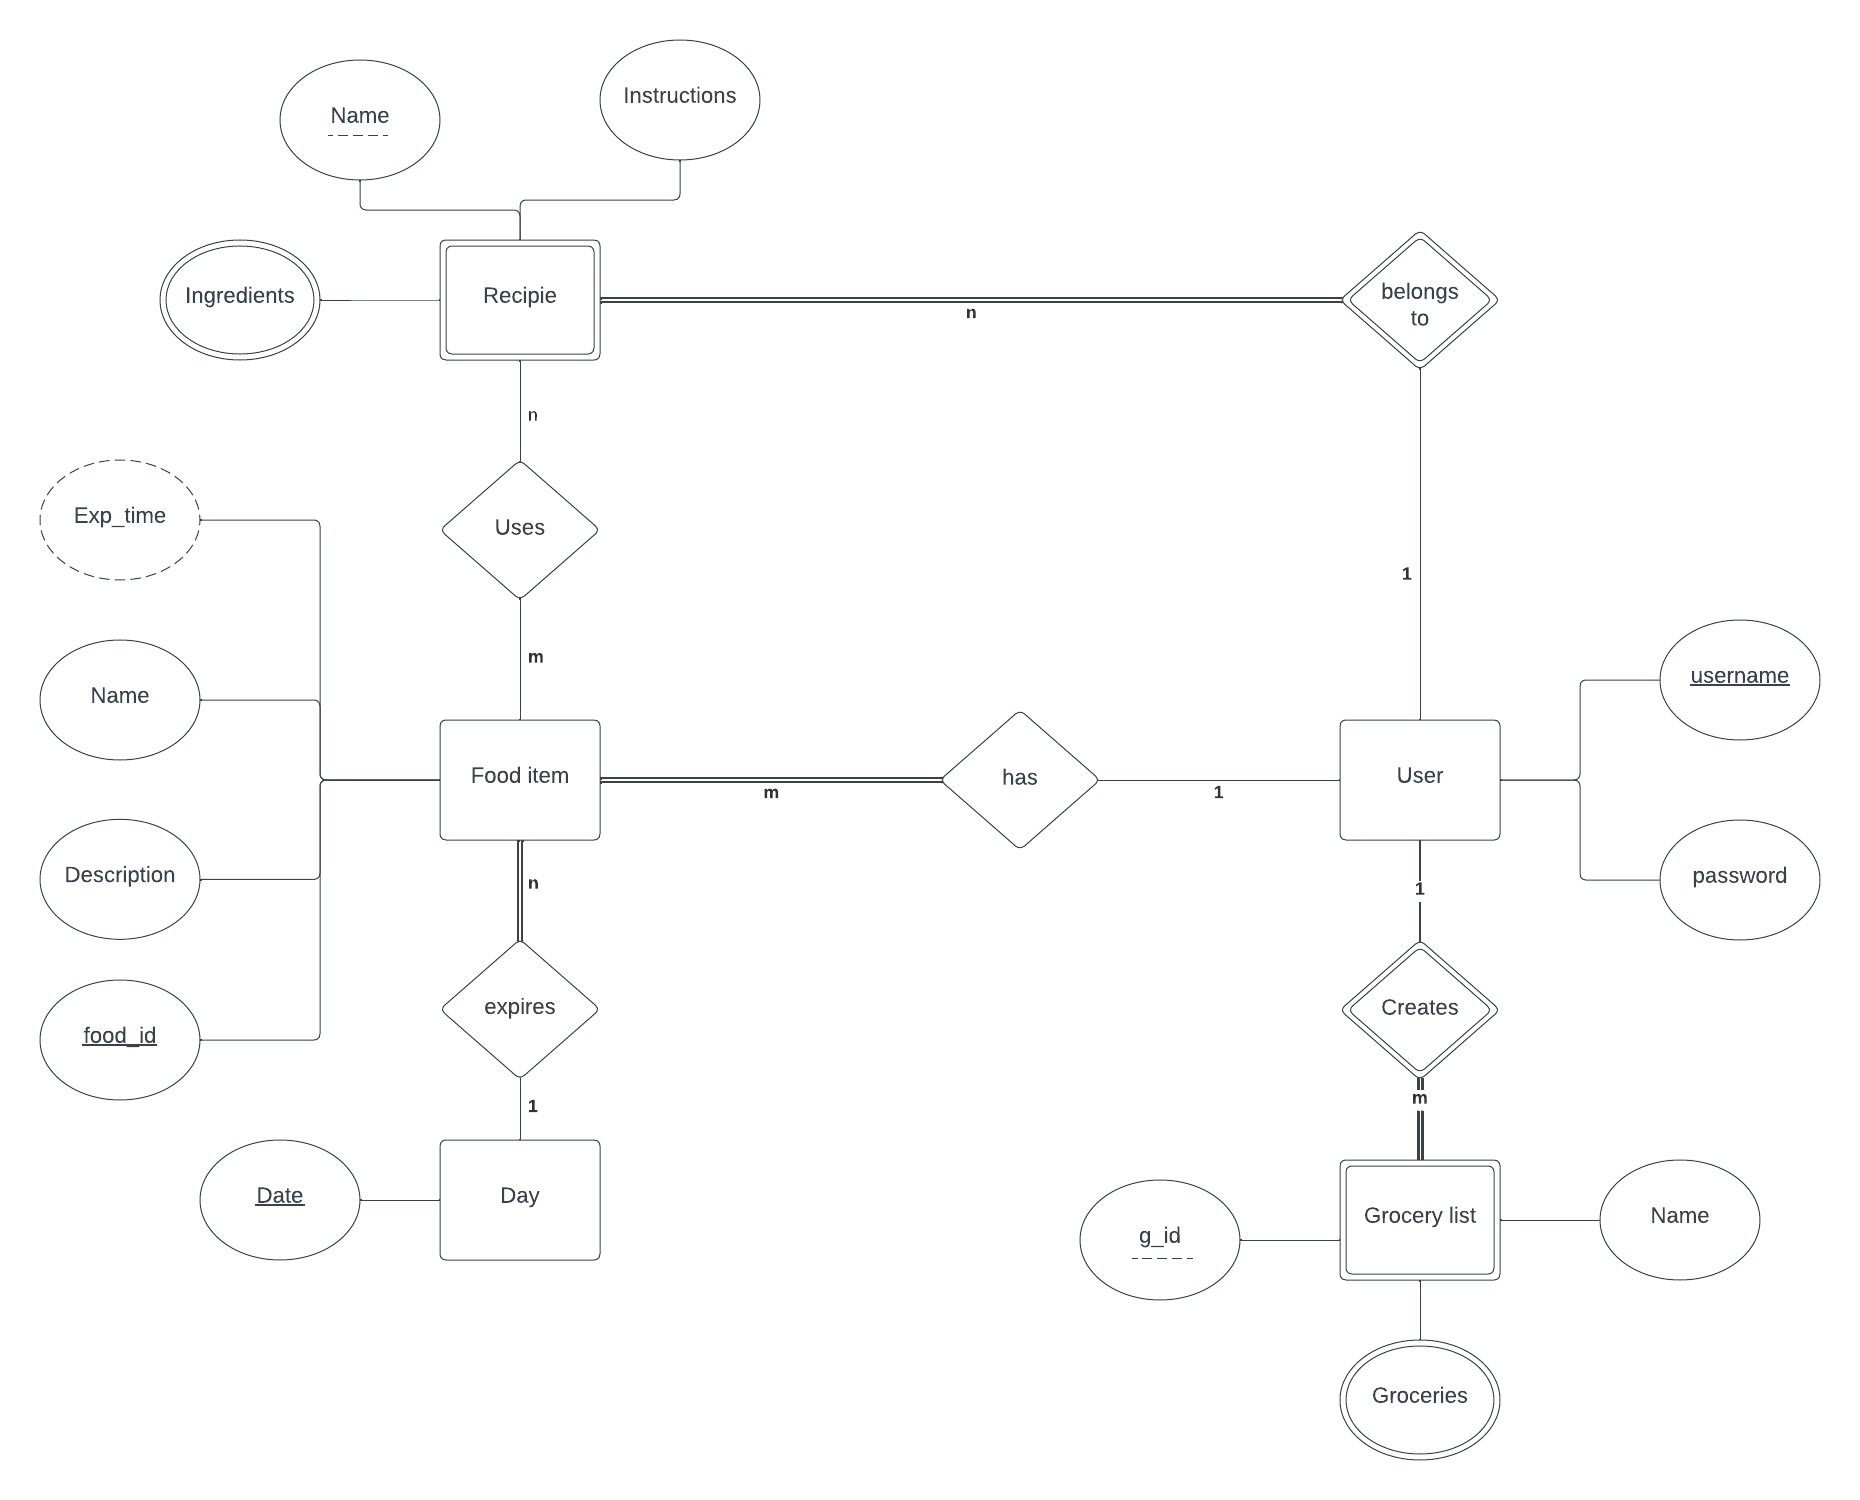 Instructions
Name
Ingredients
Recipie
belongs
to
n
n
Exp_time
Uses
1
m
Name
username
Food item
has
User
m
1
Description
password
n
1
expires
Creates
food_id
1
m
Date
Day
Grocery list
Name
g_id
Groceries